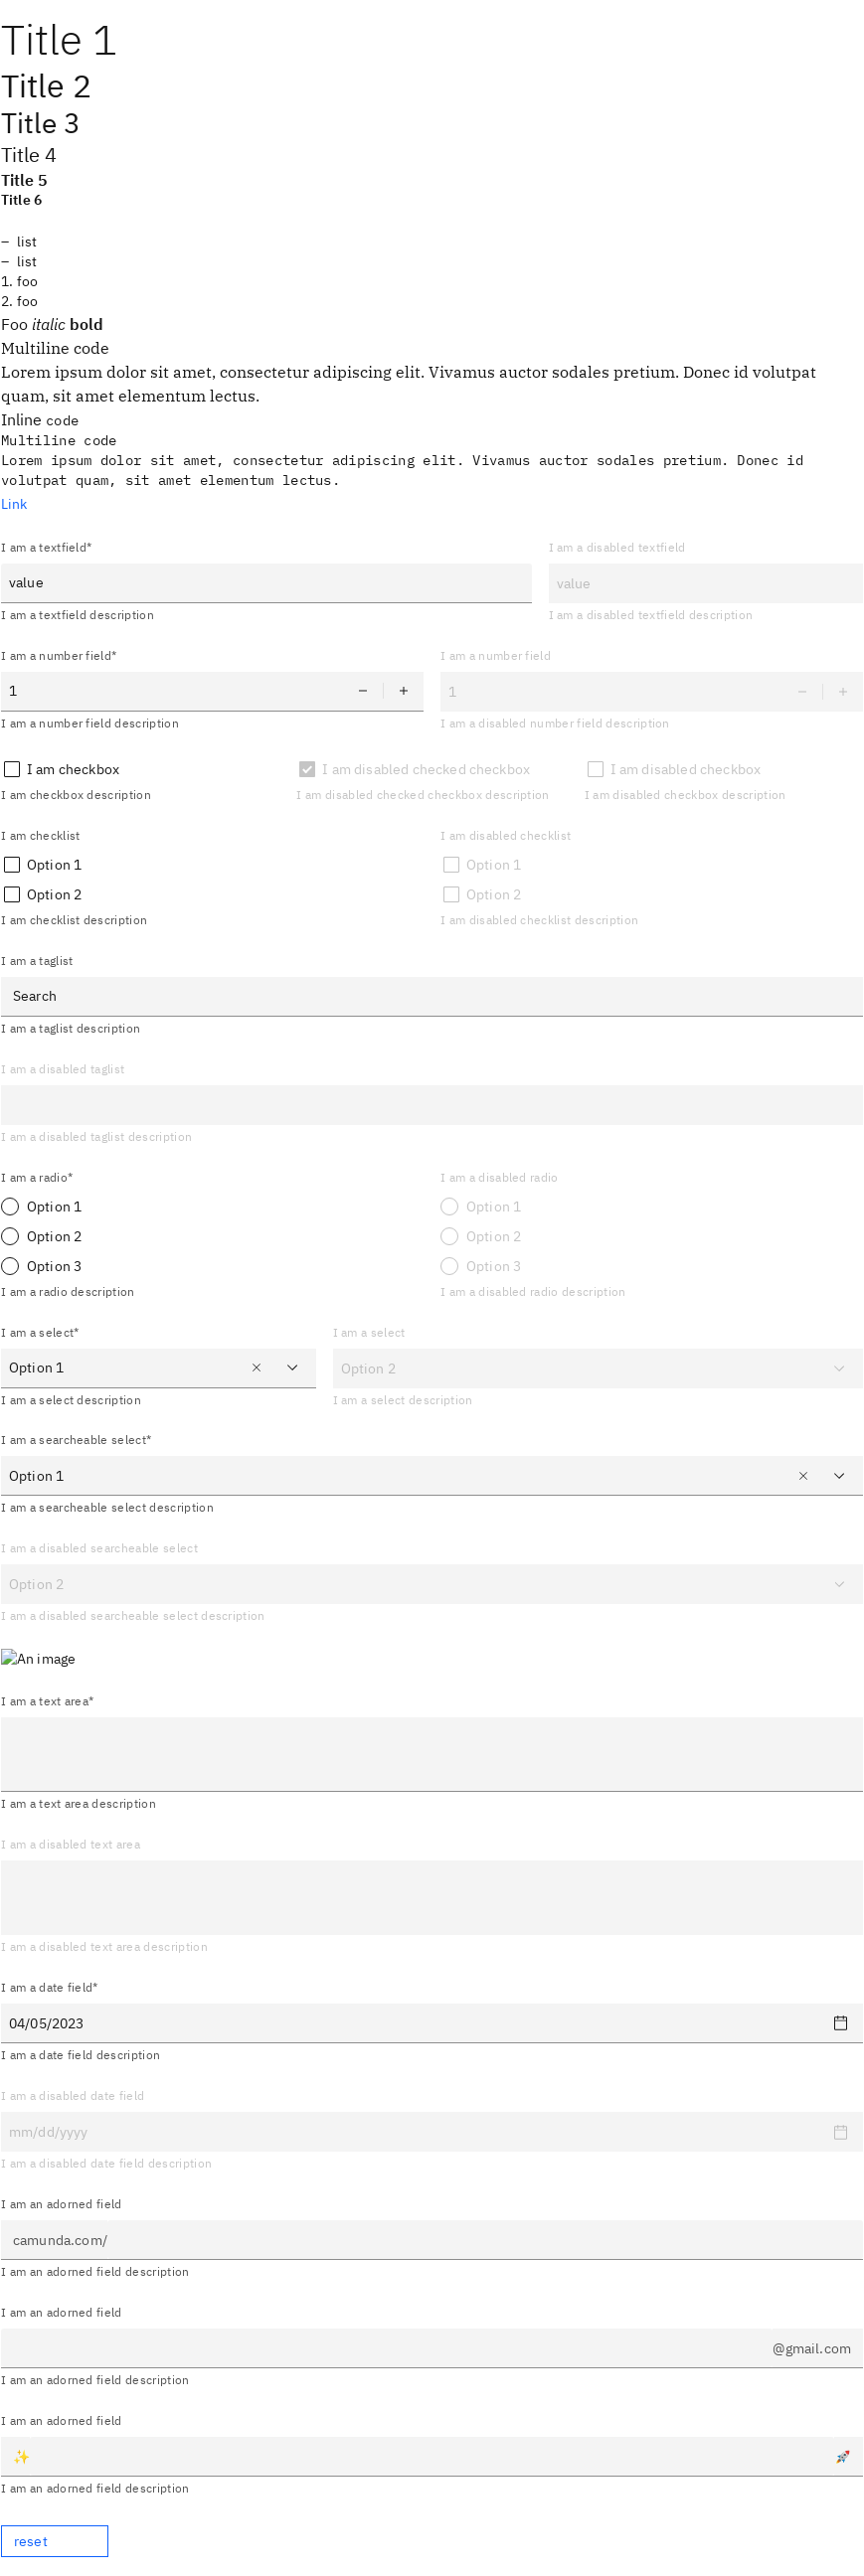 Title 1
Title 2
Title 3
Title 4
Title 5
Title 6
– list
– list
1. foo
2. foo
Foo italic bold
Multiline code
Lorem ipsum dolor sit amet, consectetur adipiscing elit. Vivamus auctor sodales pretium. Donec id volutpat
quam, sit amet elementum lectus.
Inline code
Multiline code
Lorem ipsum dolor sit amet, consectetur adipiscing elit. Vivamus auctor sodales pretium. Donec id
volutpat quam, sit amet elementum lectus.
Link
I am a textfield* I am a disabled textfield
value value
I am a textfield description I am a disabled textfield description
I am a number field* I am a number field
1 1
I am a number field description I am a disabled number field description
I am checkbox I am disabled checked checkbox I am disabled checkbox
I am checkbox description I am disabled checked checkbox description I am disabled checkbox description
I am checklist I am disabled checklist
Option 1 Option 1
Option 2 Option 2
I am checklist description I am disabled checklist description
I am a taglist
Search
I am a taglist description
I am a disabled taglist
I am a disabled taglist description
I am a radio* I am a disabled radio
Option 1 Option 1
Option 2 Option 2
Option 3 Option 3
I am a radio description I am a disabled radio description
I am a select* I am a select
Option 1 Option 2
I am a select description I am a select description
I am a searcheable select*
Option 1
I am a searcheable select description
I am a disabled searcheable select
Option 2
I am a disabled searcheable select description
An image
I am a text area*
I am a text area description
I am a disabled text area
I am a disabled text area description
I am a date field*
04/05/2023
I am a date field description
I am a disabled date field
mm/dd/yyyy
I am a disabled date field description
I am an adorned field
camunda.com/
I am an adorned field description
I am an adorned field
@gmail.com
I am an adorned field description
I am an adorned field
✨ 🚀
I am an adorned field description
reset